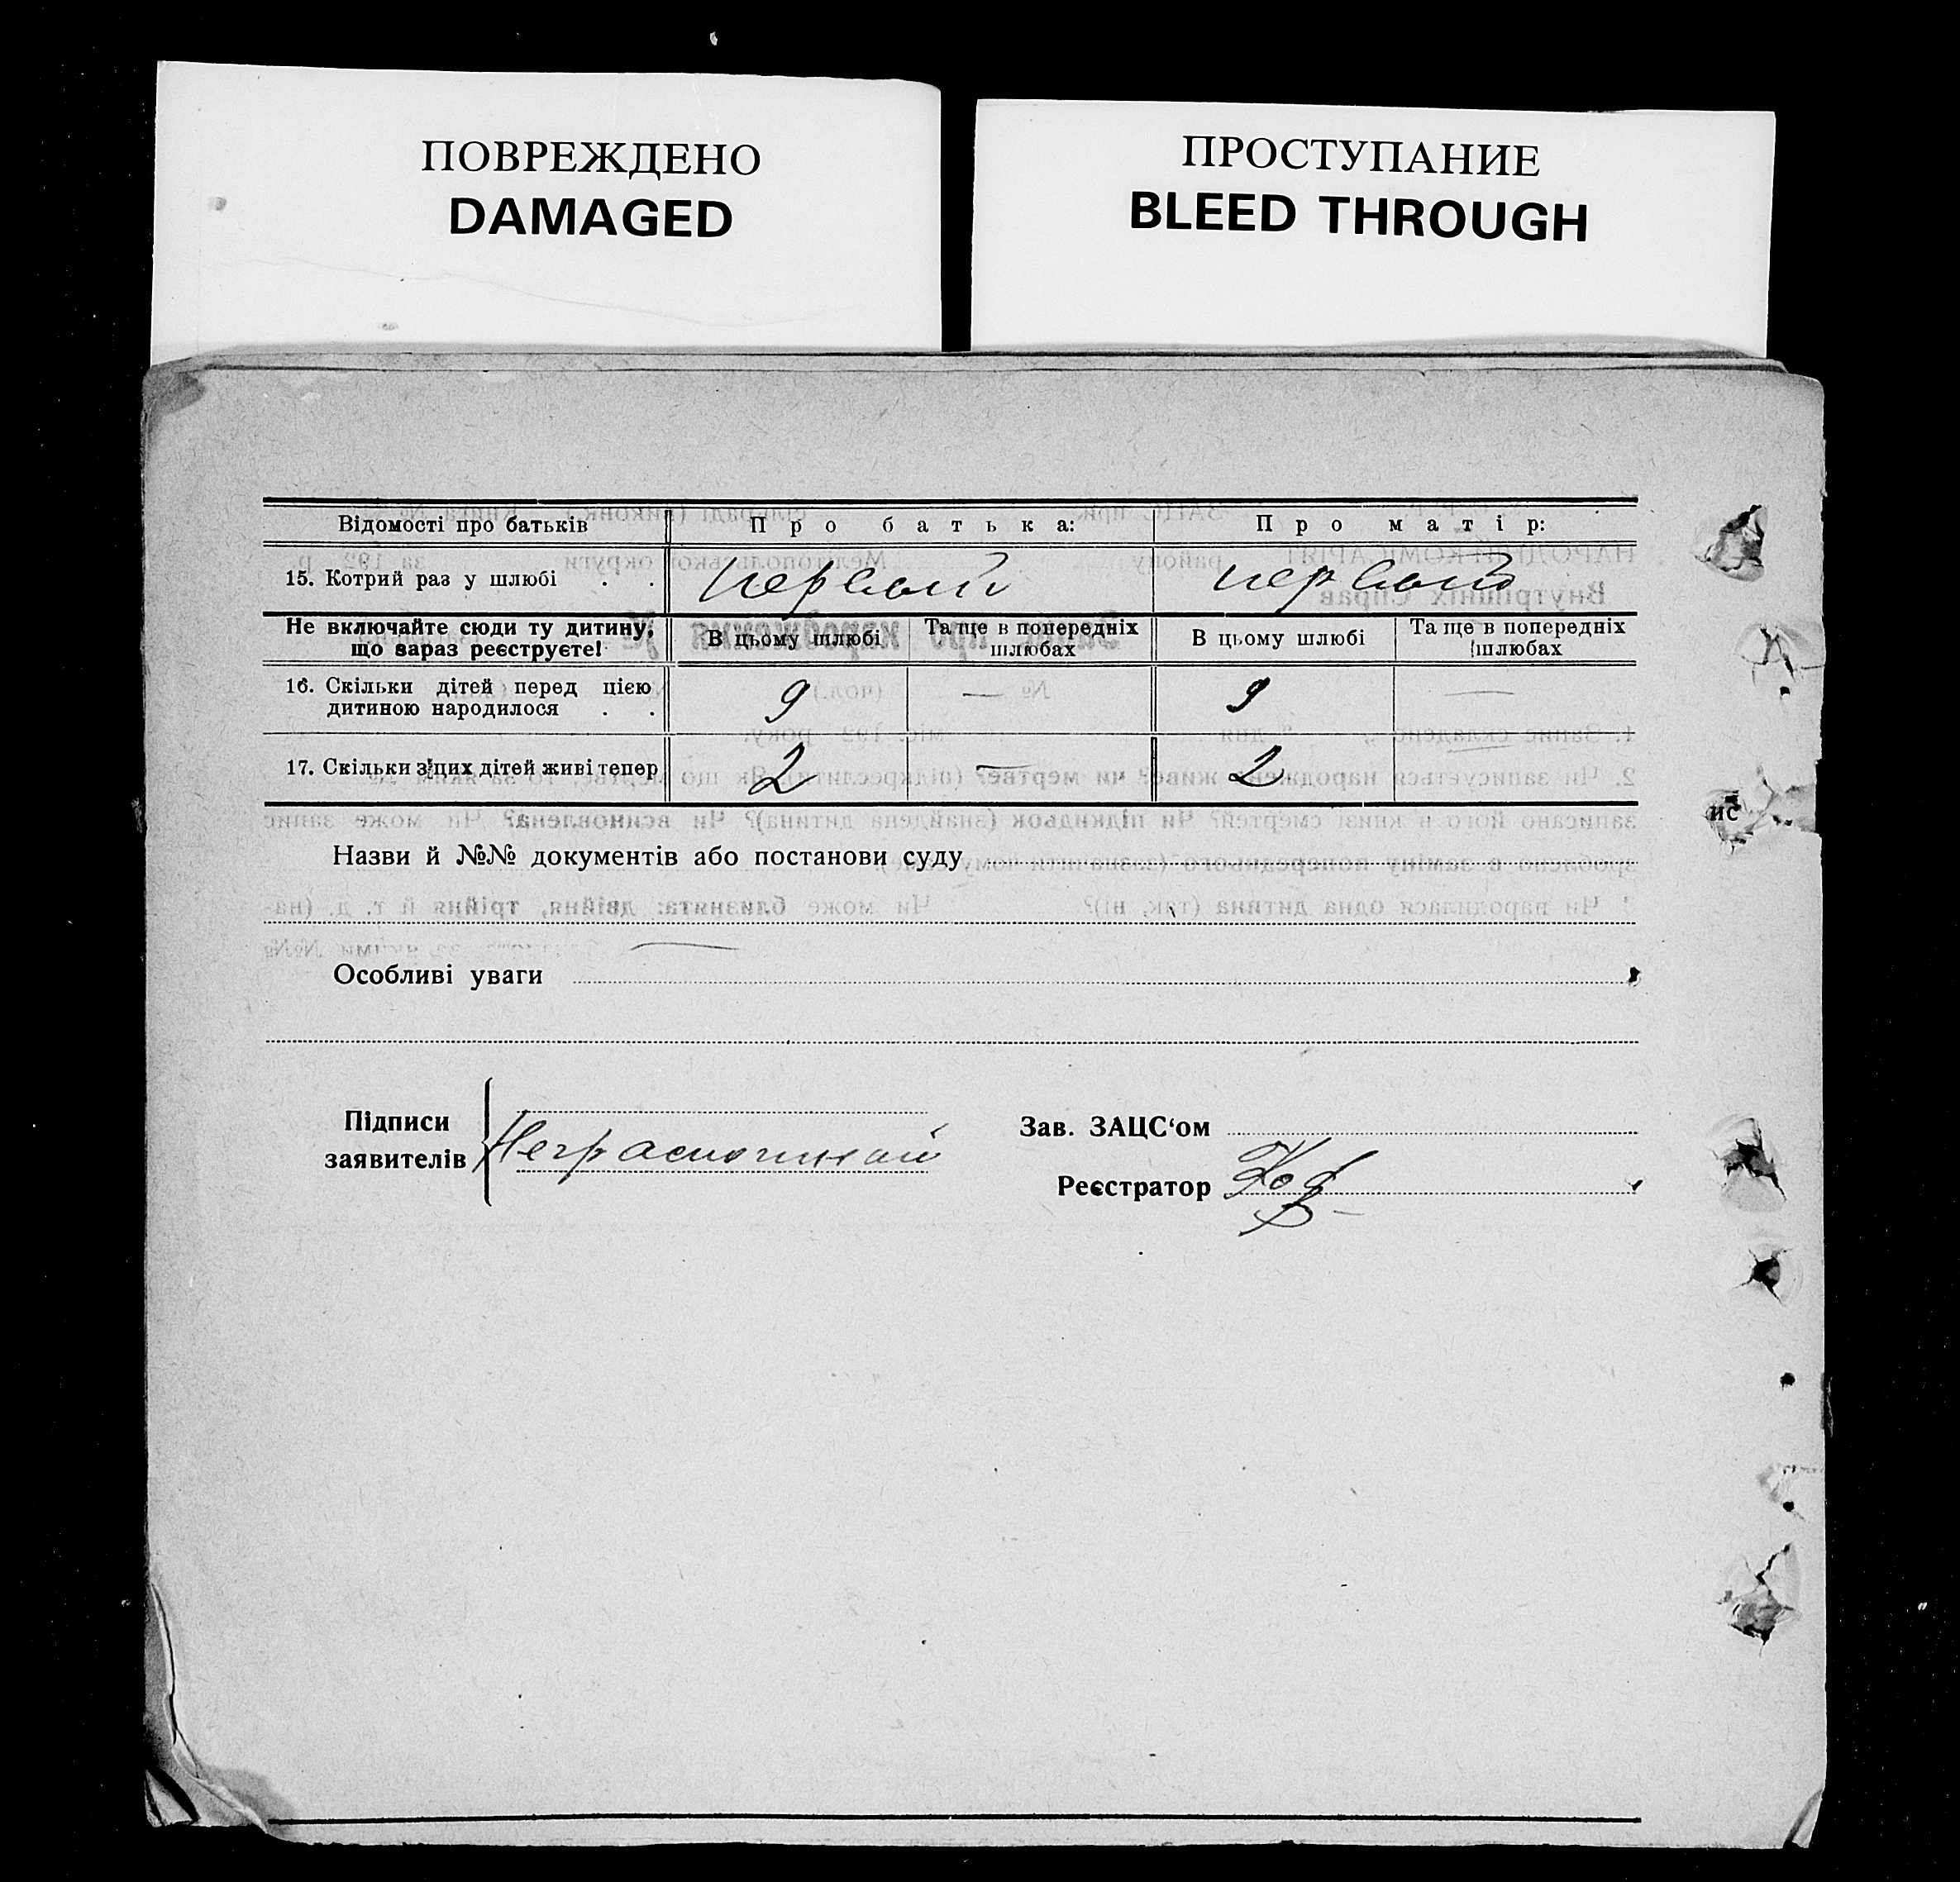 ПОВРЕЖДЕНО
DAMAGED
ПРОСТУПАНИЕ
BLEED THROUGH
Відомості про батьків Про батька: Про матір:
15. Котрий раз у шлюбі . . первый первый
Не включайте сюди ту дитину, що зараз реєструєте! В цьому шлюбі Та ще в попередніх шлюбах В цьому шлюбі Та ще в попередніх шлюбах
16. Скільки дітей перед цією дитиною народилося . . 9 — 9 —
17. Скільки з цих дітей живі тепер 2 — 2
Назви й №№ документів або постанови суду
Особливі уваги
Підписи
заявителів
Зав. ЗАЦС‘ом
Реєстратор
ис